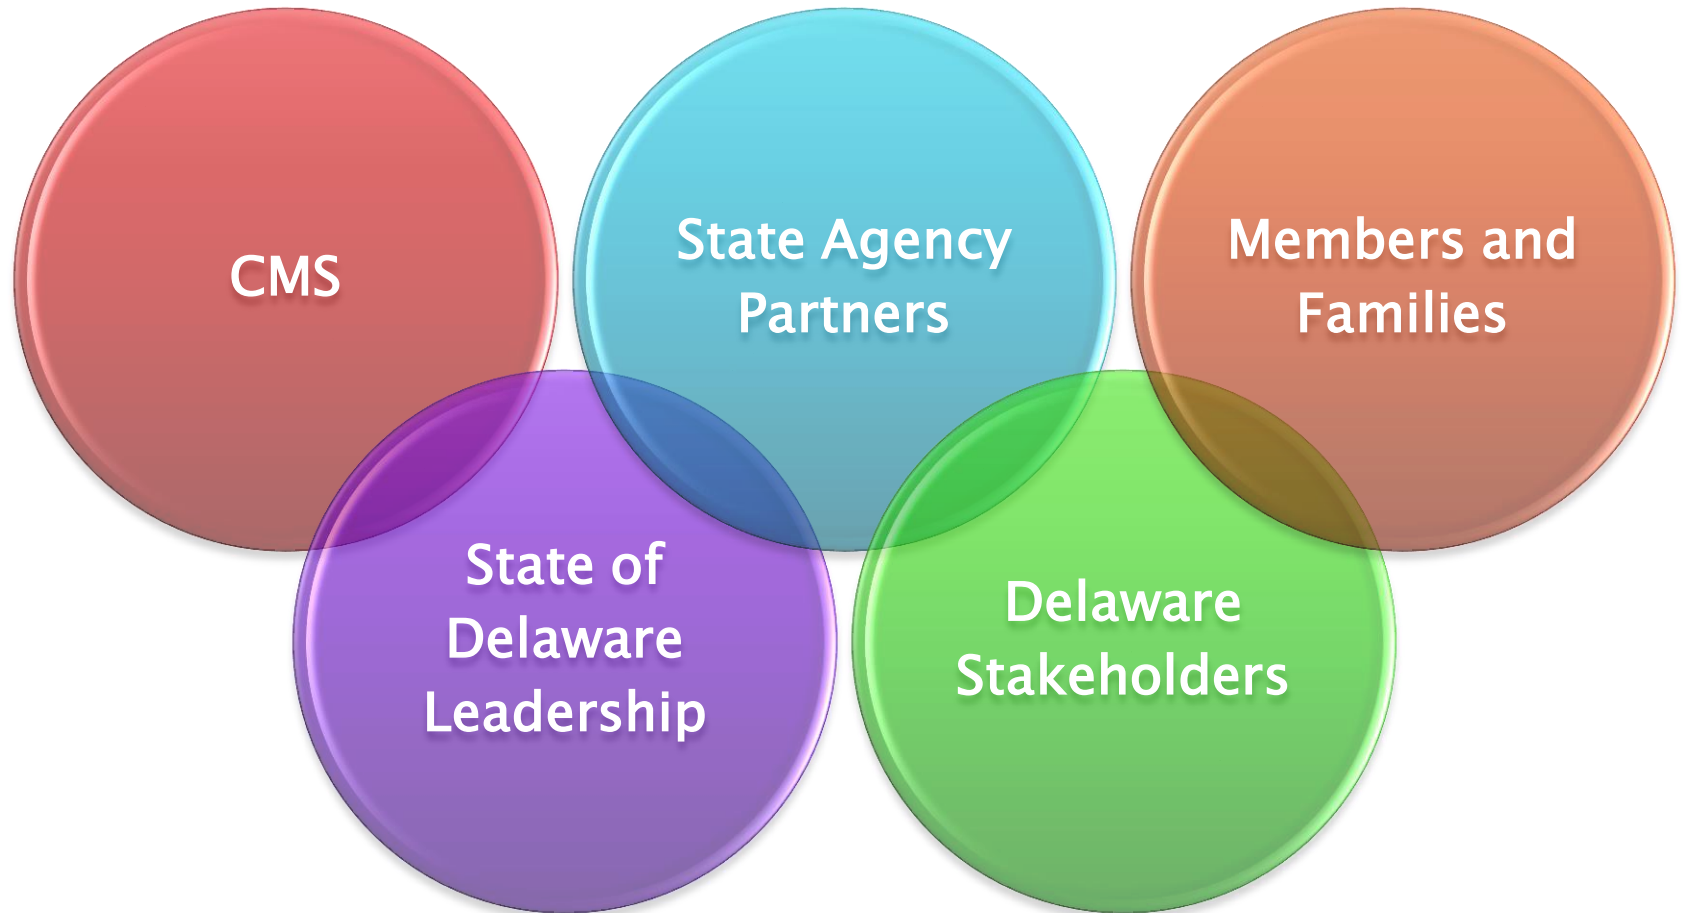 CMS
State Agency
Partners
Members and
Families
State of
Delaware
Leadership
Delaware
Stakeholders